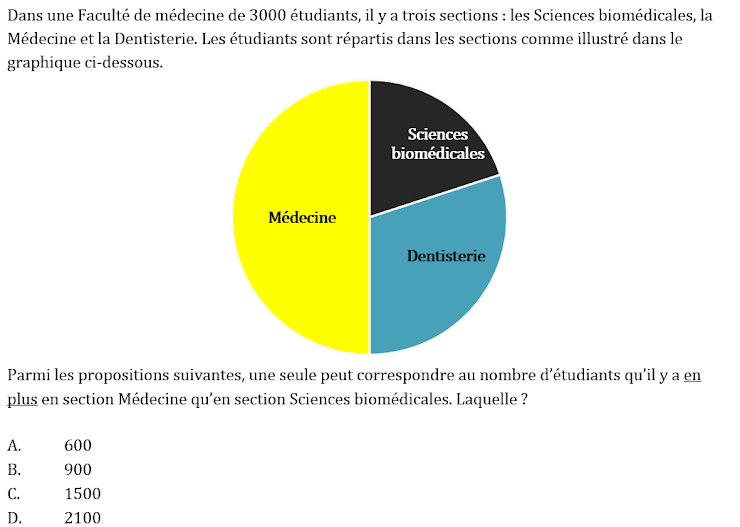 Dans une Faculté de médecine de 3000 étudiants, il y a trois sections : les Sciences biomédicales, la
Médecine et la Dentisterie. Les étudiants sont répartis dans les sections comme illustré dans le
graphique ci-dessous.
Sciences
biomédicales
Médecine
Dentisterie
Parmi les propositions suivantes, une seule peut correspondre au nombre d'étudiants qu'il y a en
plus en section Médecine qu'en section Sciences biomédicales. Laquelle ?
A. 600
B. 900
C. 1500
D. 2100